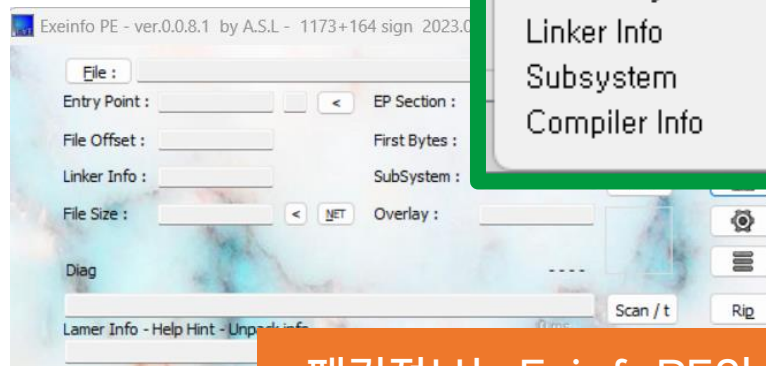 Exeinfo PE - ver.0.0.8.1 by A.S.L - 1173+164 sign 2023.0
Linker Info
Subsystem
Compiler Info
File :
Entry Point :
<
EP Section :
File Offset :
First Bytes :
Linker Info :
SubSystem :
File Size :
<
NET
Overlay :
Diag
----
Scan / t
Rip
Lamer Info - Help Hint - Unpack info